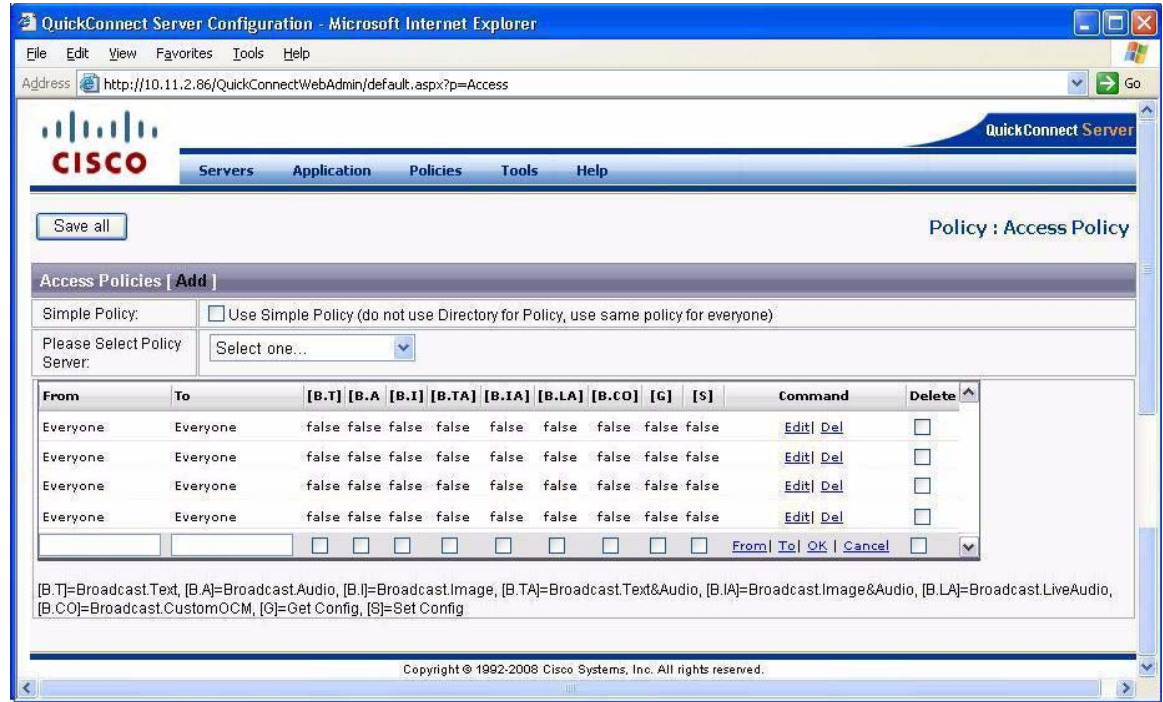 QuickConnect Server Configuration - Microsoft Internet Explorer
File Edit View Favorites Tools Help
Address http://10.11.2.86/QuickConnectWebAdmin/default.aspx?p=Access Go
QuickConnect Server
CISCO
Servers Application Policies Tools Help
Save all
Policy : Access Policy
Access Policies [ Add ]
Simple Policy: Use Simple Policy (do not use Directory for Policy, use same policy for everyone)
Please Select Policy
Server:
Select one...
From To [B.T] [B.A [B.I] [B.TA] [B.IA] [B.LA] [B.CO] [G] [S] Command Delete
Everyone Everyone false false false false false false false false false Edit| Del
Everyone Everyone false false false false false false false false false Edit| Del
Everyone Everyone false false false false false false false false false Edit| Del
Everyone Everyone false false false false false false false false false Edit| Del
From| To| OK | Cancel
[B.T]=Broadcast.Text, [B.A]=Broadcast.Audio, [B.I]=Broadcast.Image, [B.TA]=Broadcast.Text&Audio, [B.IA]=Broadcast.Image&Audio, [B.LA]=Broadcast.LiveAudio,
[B.CO]=Broadcast.CustomOCM, [G]=Get Config, [S]=Set Config
Copyright © 1992-2008 Cisco Systems, Inc. All rights reserved.